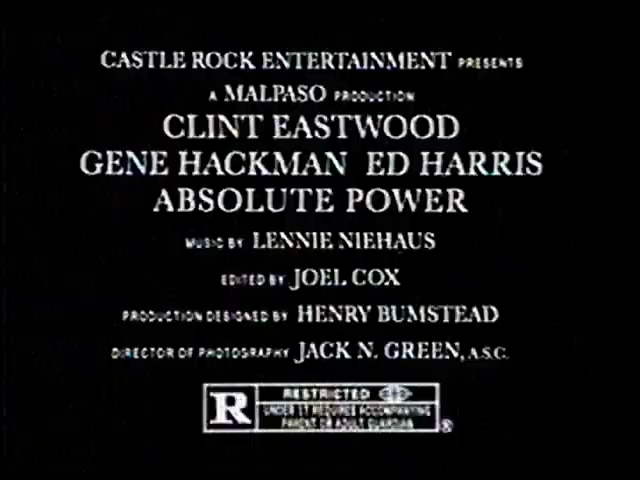 CASTLE ROCK ENTERTAINMENT PRESENTS
A MALPASO PRODUCTION
CLINT EASTWOOD
GENE HACKMAN ED HARRIS
ABSOLUTE POWER
MUSIC BY LENNIE NIEHAUS
EDITED BY JOEL COX
PRODUCTION DESIGNED BY HENRY BUMSTEAD
DIRECTOR OF PHOTOGRAPHY JACK N. GREEN, A.S.C.
R RESTRICTED
UNDER 17 REQUIRES ACCOMPANYING
PARENT OR ADULT GUARDIAN ®